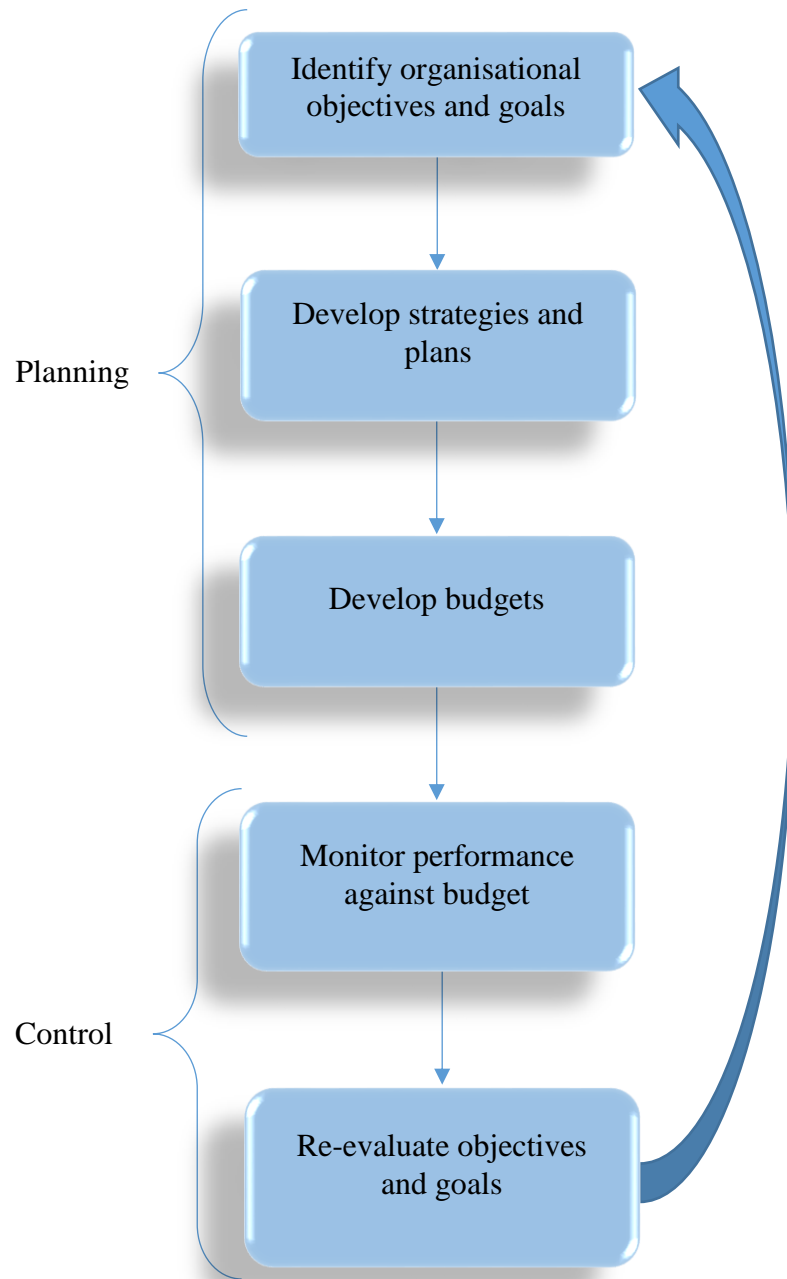 Identify organisational
objectives and goals
Develop strategies and
plans
Planning
Develop budgets
Monitor performance
against budget
Control
Re-evaluate objectives
and goals